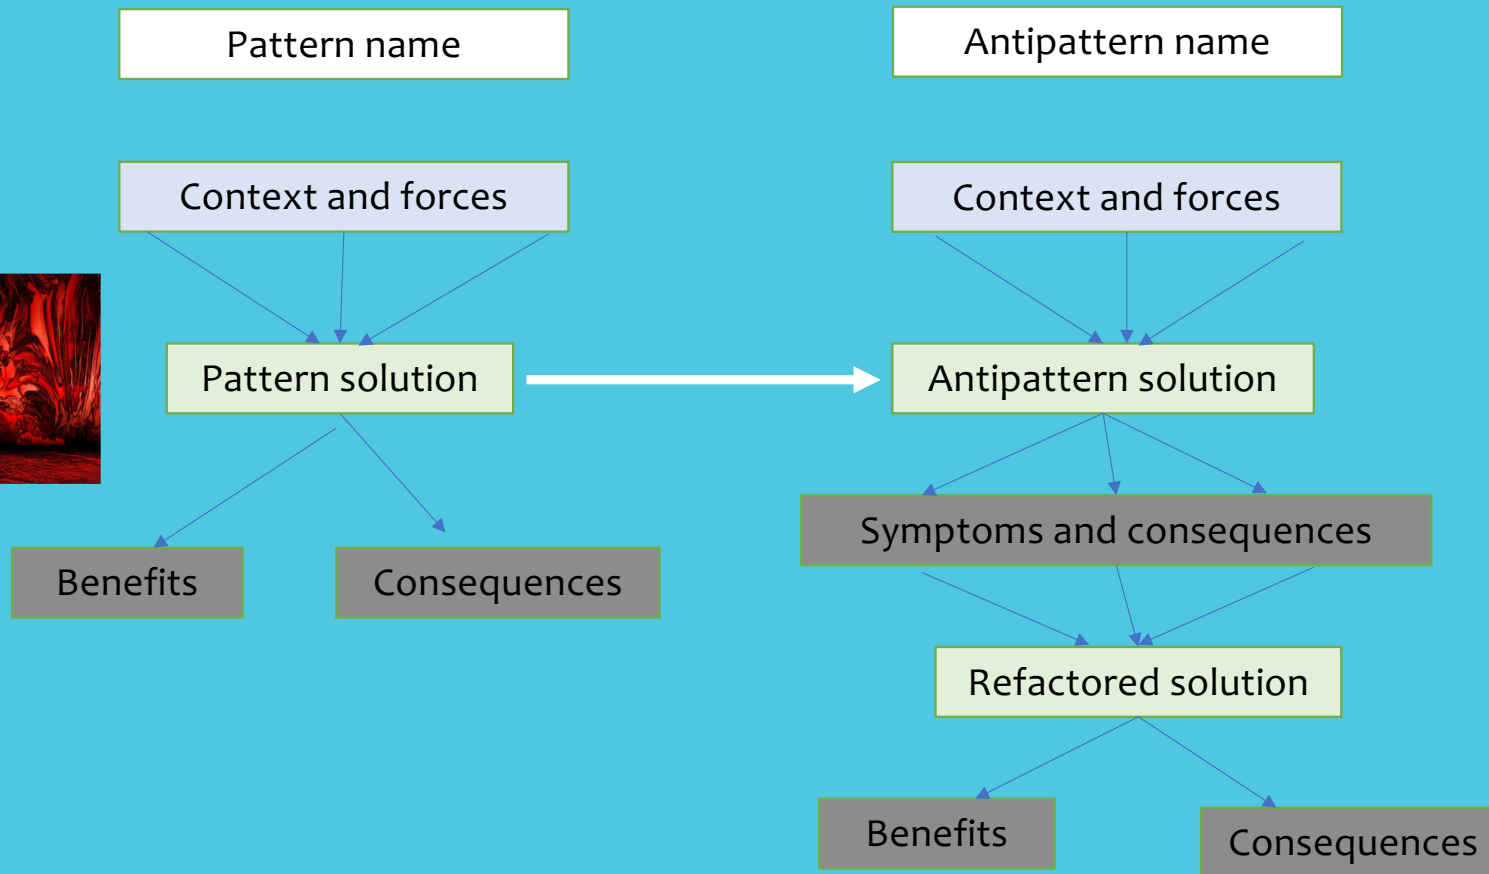 Pattern name
Antipattern name
Context and forces
Context and forces
Pattern solution
Antipattern solution
Symptoms and consequences
Benefits
Consequences
Refactored solution
Benefits
Consequences